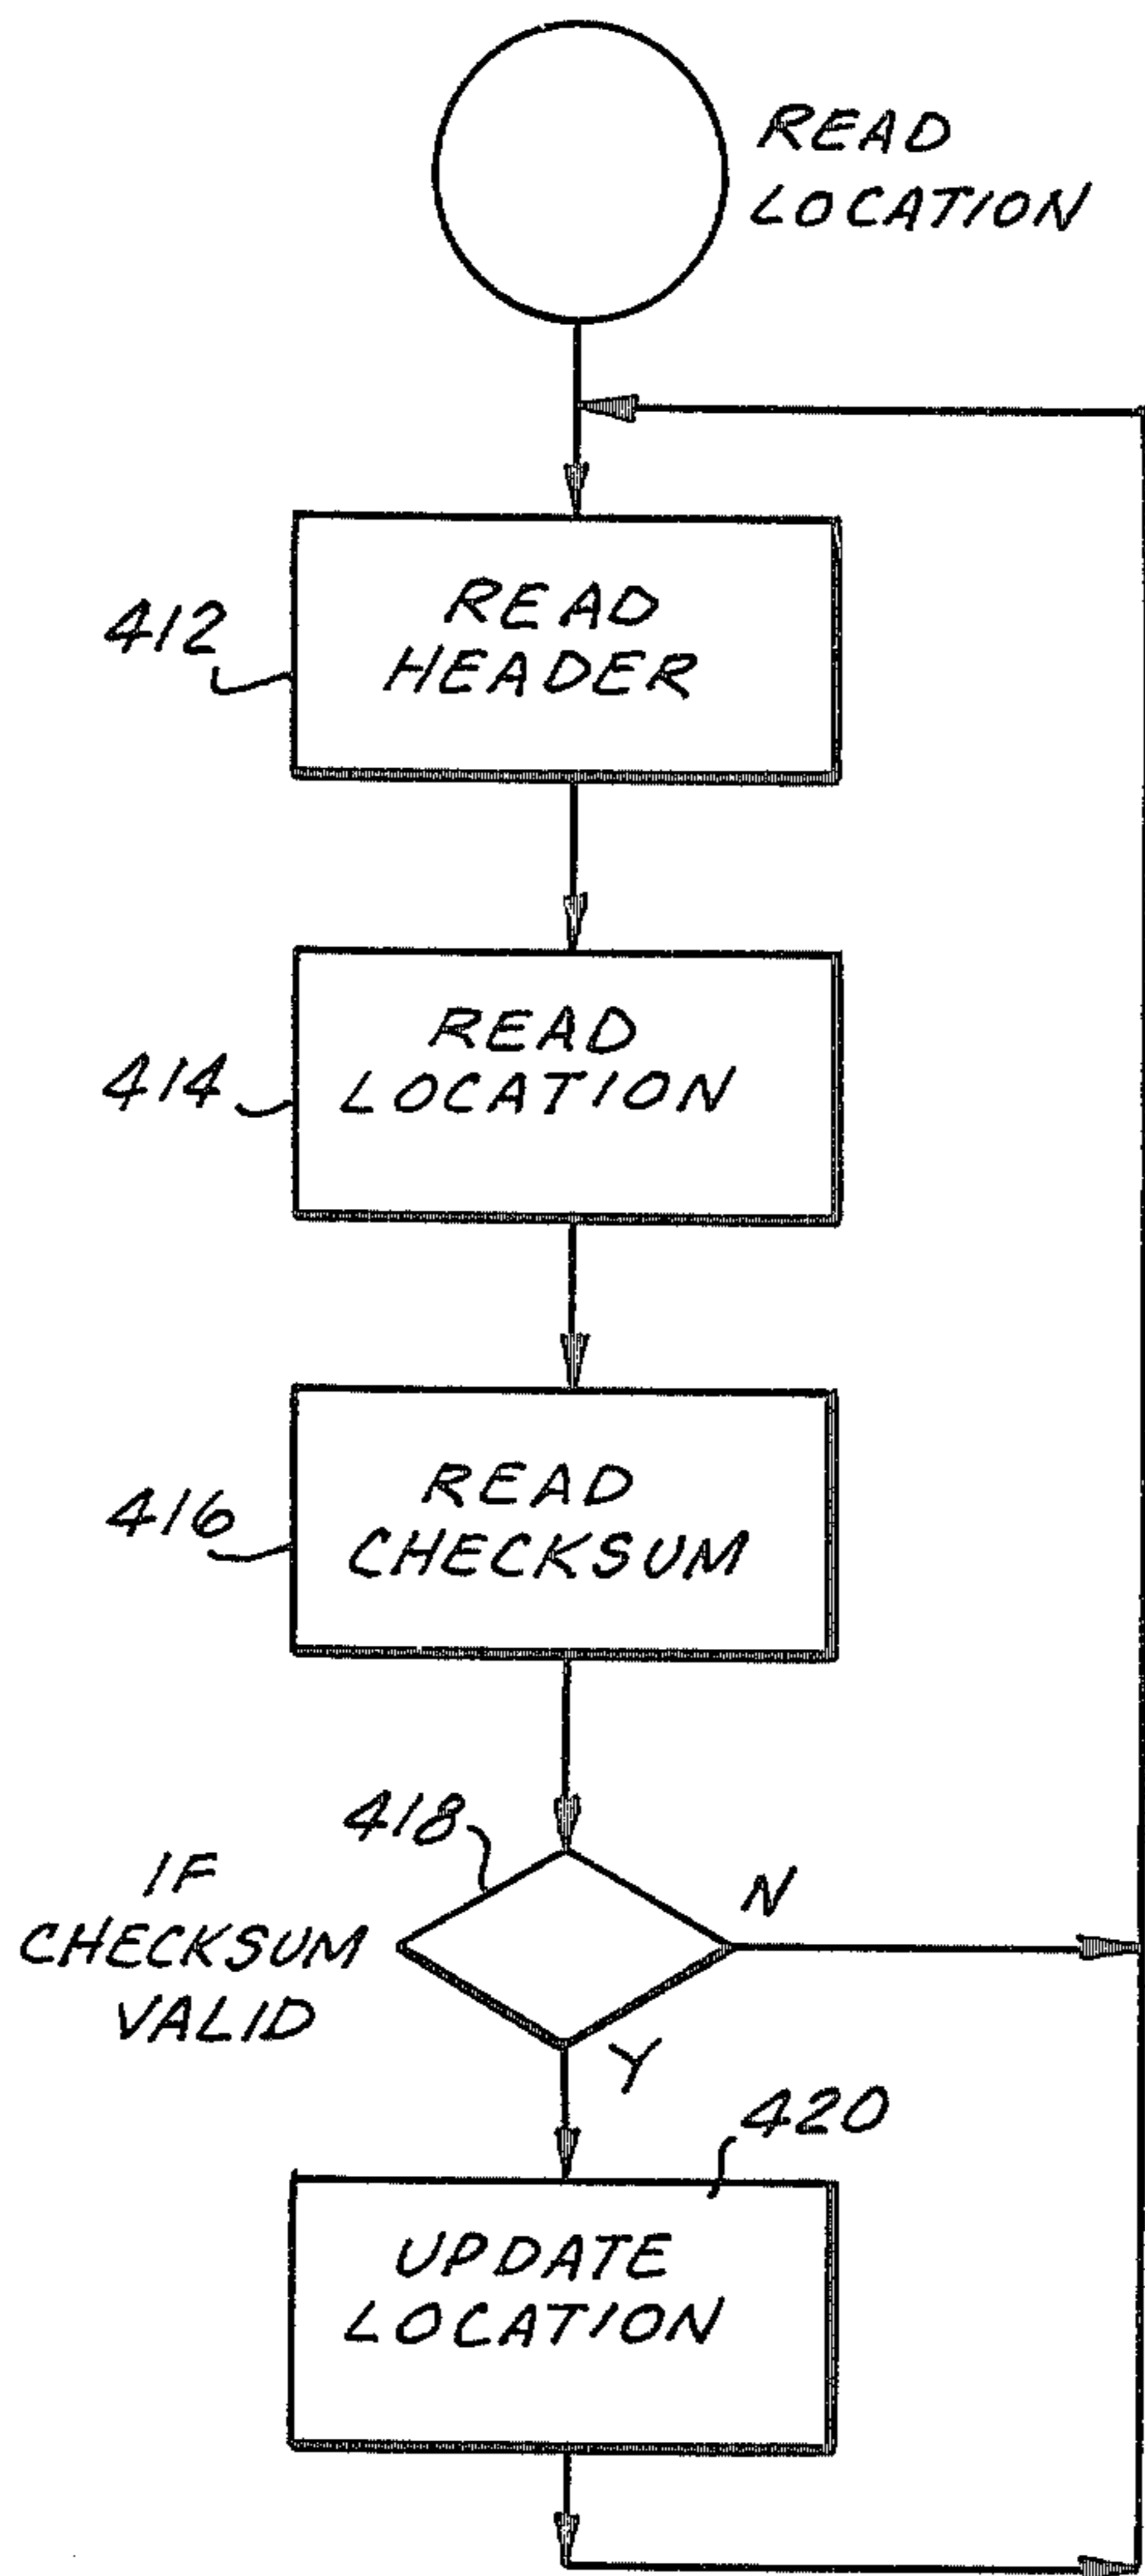 READ
LOCATION
412
READ
HEADER
414
READ
LOCATION
416
READ
CHECKSUM
418
IF
CHECKSUM
VALID
N
Y
420
UPDATE
LOCATION